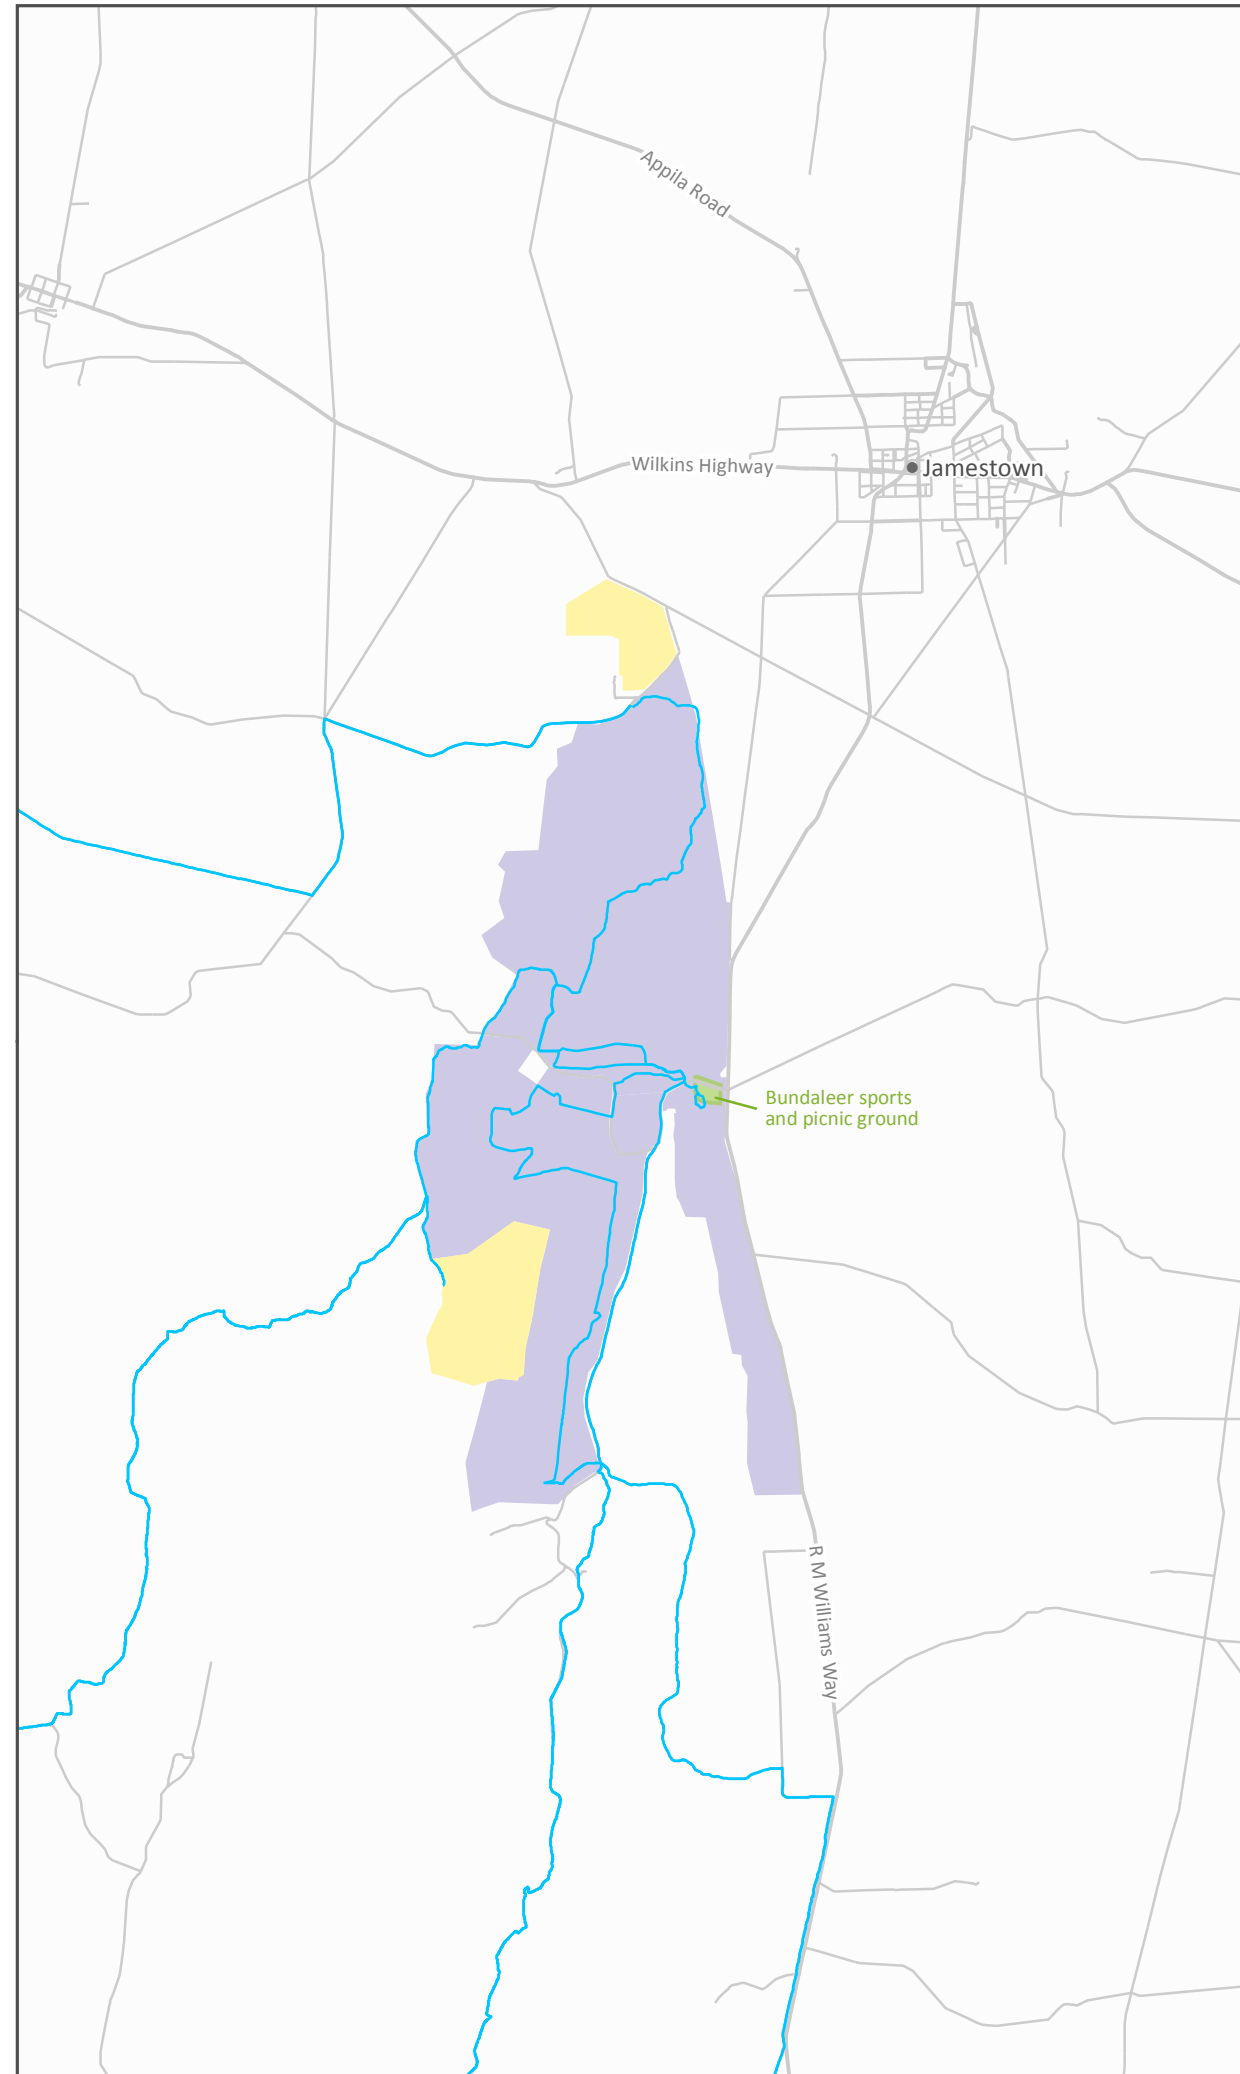 Appila Road
Wilkins Highway
Jamestown
Bundaleer sports
and picnic ground
R M Williams Way